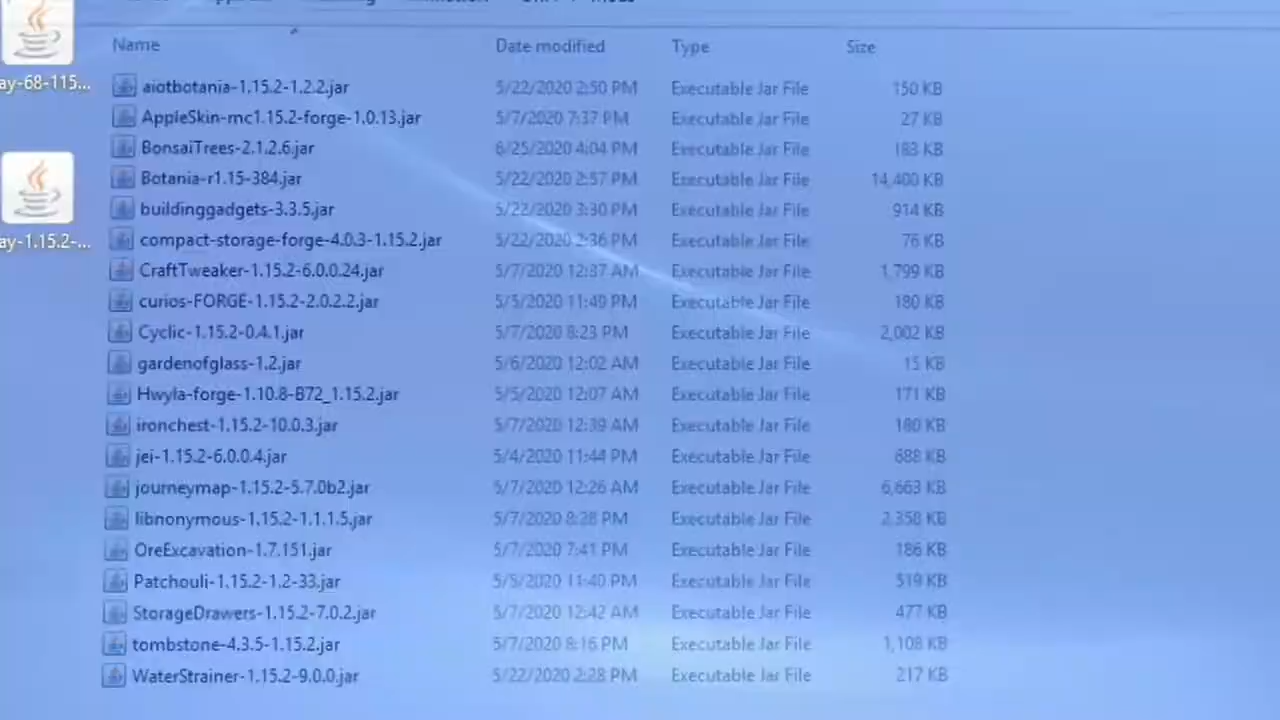 Name Date modified Type Size
aiotbotania-1.15.2-1.2.2.jar 5/22/2020 2:50 PM Executable Jar File 150 KB
AppleSkin-mc1.15.2-forge-1.0.13.jar 5/7/2020 7:37 PM Executable Jar File 27 KB
BonsaiTrees-2.1.2.6.jar 6/25/2020 4:04 PM Executable Jar File 183 KB
Botania-r1.15-384.jar 5/22/2020 2:57 PM Executable Jar File 14,400 KB
buildinggadgets-3.3.5.jar 5/22/2020 3:30 PM Executable Jar File 914 KB
compact-storage-forge-4.0.3-1.15.2.jar 5/22/2020 2:36 PM Executable Jar File 76 KB
CraftTweaker-1.15.2-6.0.0.24.jar 5/7/2020 12:37 AM Executable Jar File 1,799 KB
curios-FORGE-1.15.2-2.0.2.2.jar 5/5/2020 11:49 PM Executable Jar File 180 KB
Cyclic-1.15.2-0.4.1.jar 5/7/2020 8:23 PM Executable Jar File 2,002 KB
gardenofglass-1.2.jar 5/6/2020 12:02 AM Executable Jar File 15 KB
Hwyla-forge-1.10.8-B72_1.15.2.jar 5/5/2020 12:07 AM Executable Jar File 171 KB
ironchest-1.15.2-10.0.3.jar 5/7/2020 12:39 AM Executable Jar File 180 KB
jei-1.15.2-6.0.0.4.jar 5/4/2020 11:44 PM Executable Jar File 688 KB
journeymap-1.15.2-5.7.0b2.jar 5/7/2020 12:26 AM Executable Jar File 6,663 KB
libnonymous-1.15.2-1.1.1.5.jar 5/7/2020 8:28 PM Executable Jar File 2,358 KB
OreExcavation-1.7.151.jar 5/7/2020 7:41 PM Executable Jar File 186 KB
Patchouli-1.15.2-1.2-33.jar 5/5/2020 11:40 PM Executable Jar File 519 KB
StorageDrawers-1.15.2-7.0.2.jar 5/7/2020 12:42 AM Executable Jar File 477 KB
tombstone-4.3.5-1.15.2.jar 5/7/2020 8:16 PM Executable Jar File 1,108 KB
WaterStrainer-1.15.2-9.0.0.jar 5/22/2020 2:28 PM Executable Jar File 217 KB
ay-68-115...
ay-1.15.2-...